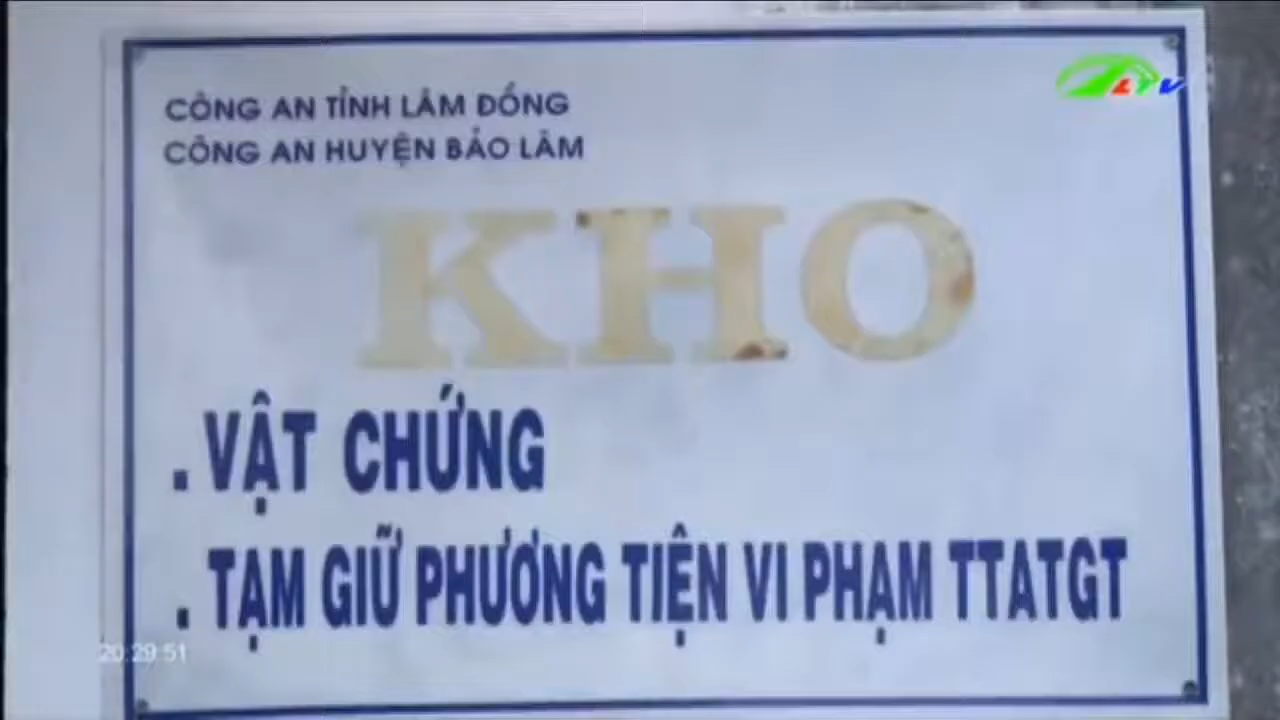 CÔNG AN TỈNH LÂM ĐỒNG
LTV
CÔNG AN HUYỆN BẢO LÂM
KHO
. VẬT CHỨNG
. TẠM GIỮ PHƯƠNG TIỆN VI PHẠM TTATGT
20:29:51